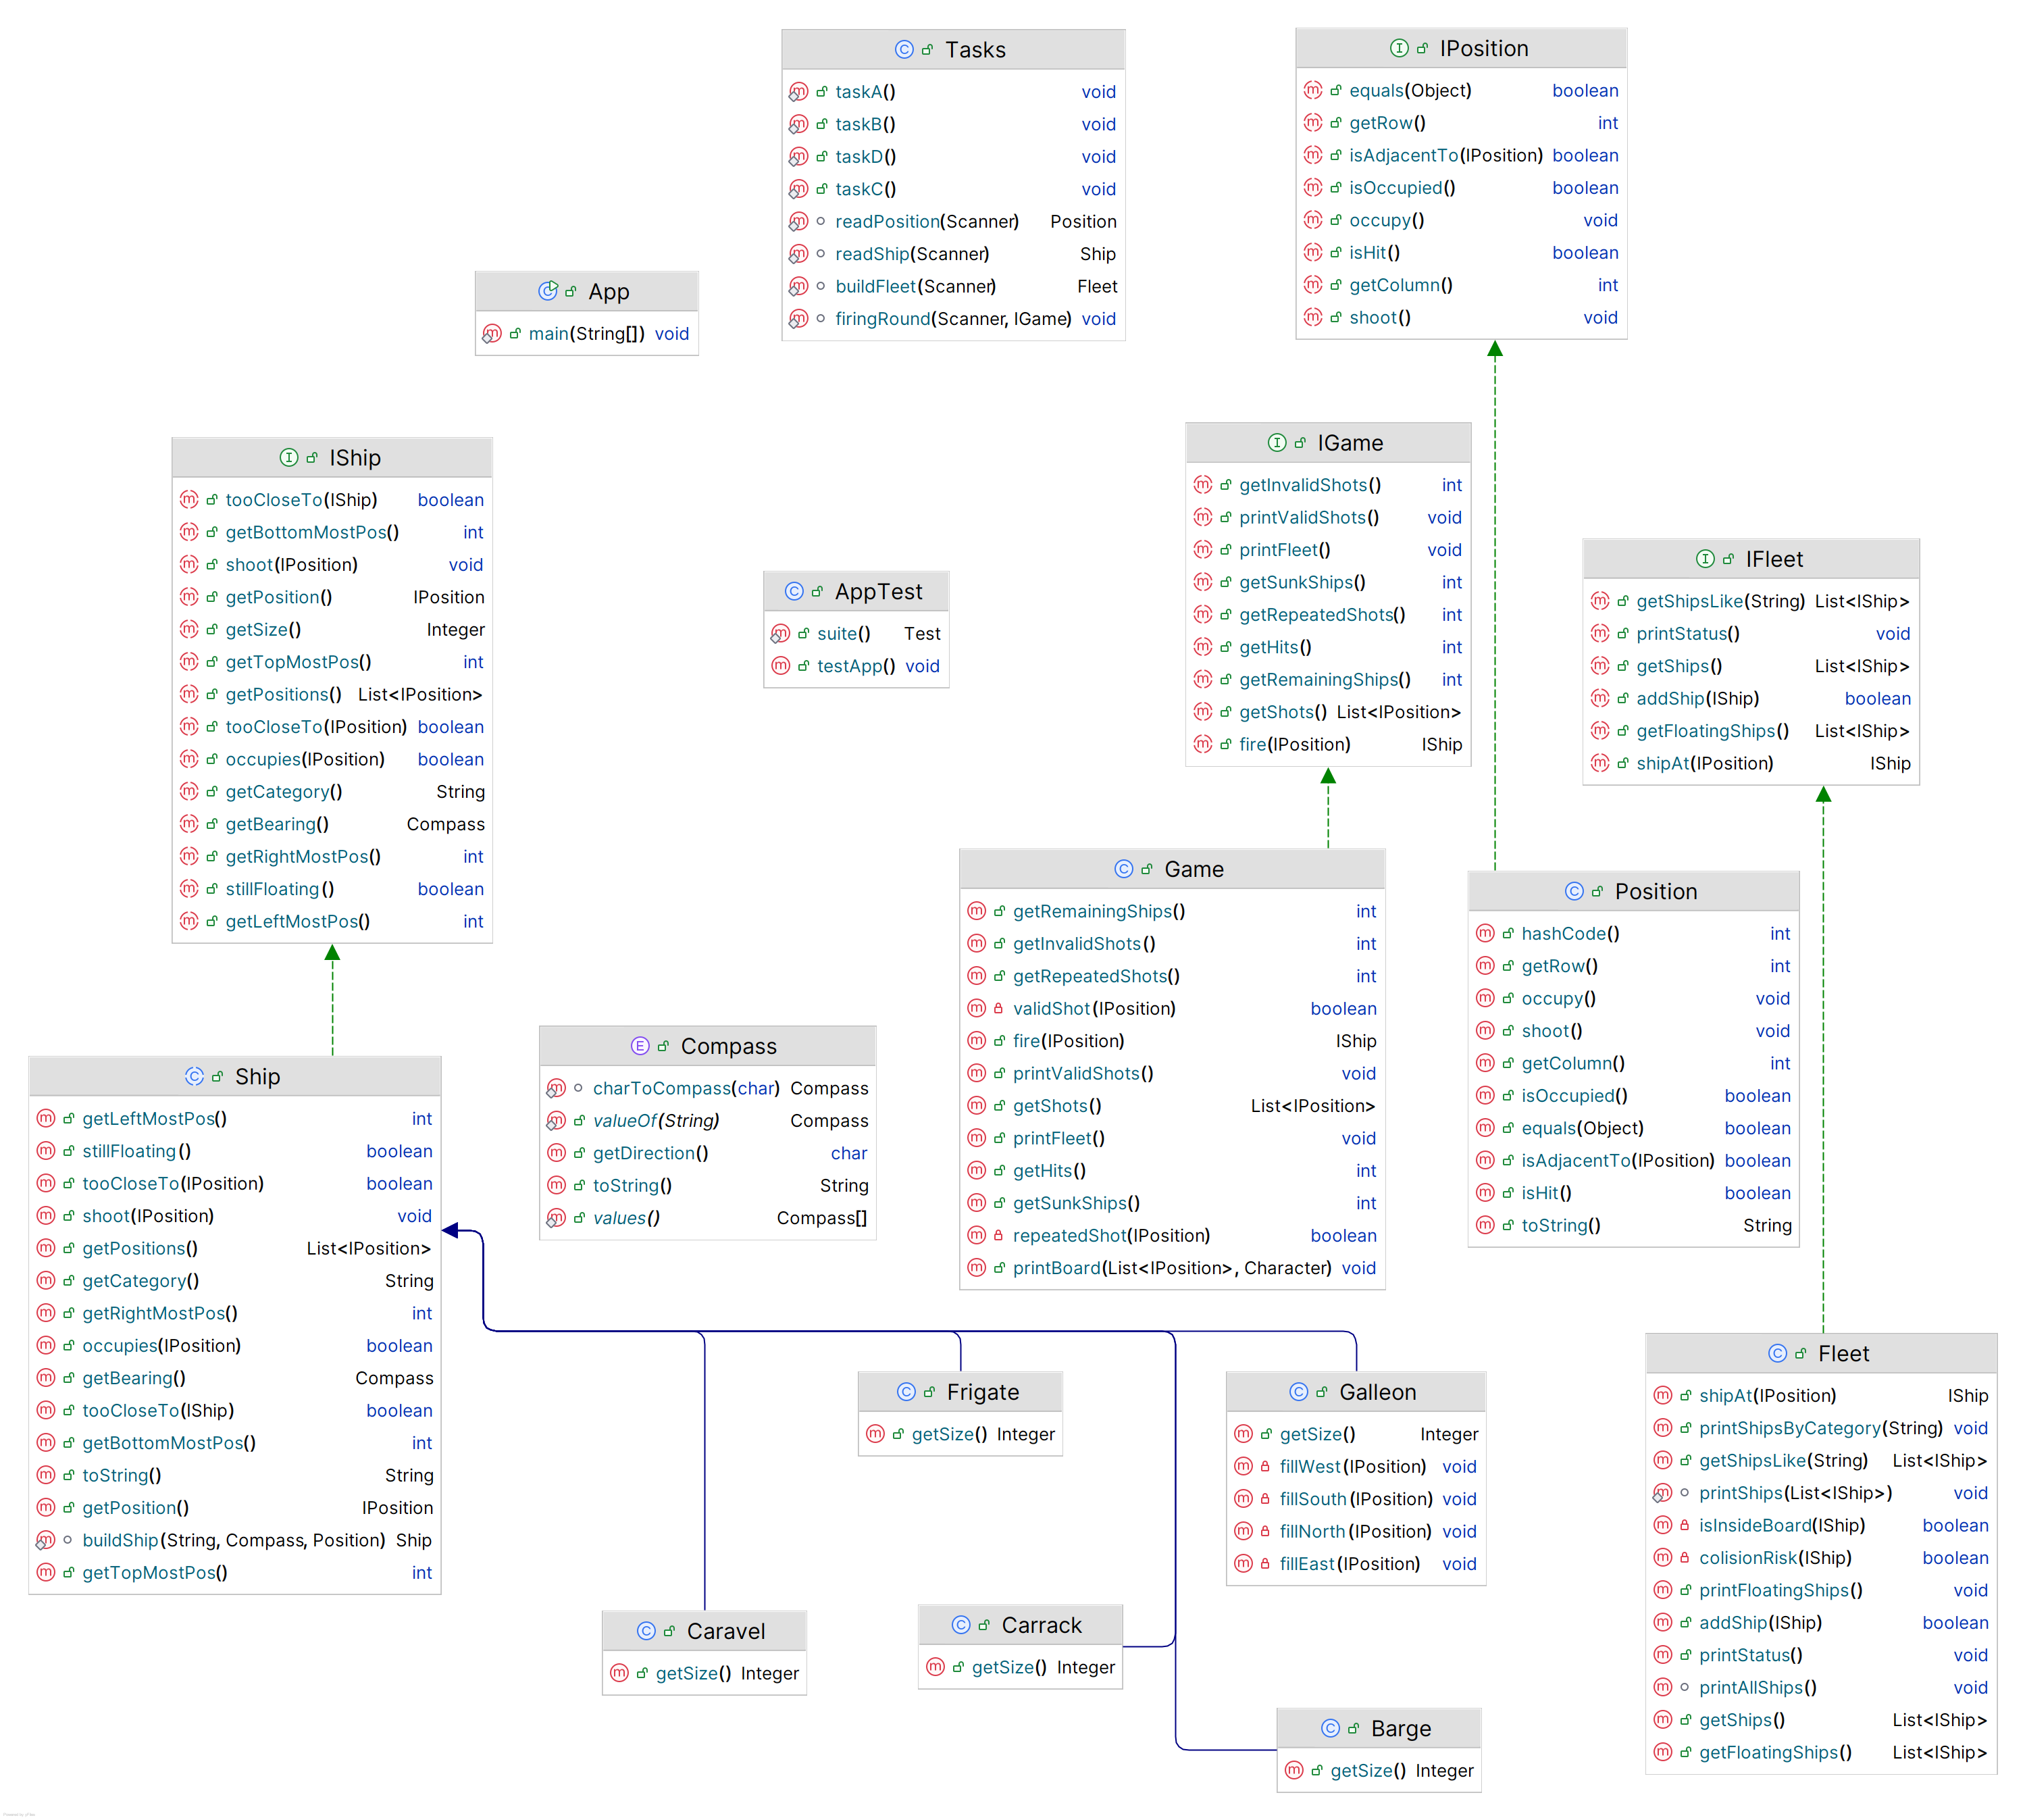 Tasks
taskA() void
taskB() void
taskD() void
taskC() void
readPosition(Scanner) Position
readShip(Scanner) Ship
buildFleet(Scanner) Fleet
firingRound(Scanner, IGame) void
IPosition
equals(Object) boolean
getRow() int
isAdjacentTo(IPosition) boolean
isOccupied() boolean
occupy() void
isHit() boolean
getColumn() int
shoot() void
App
main(String[]) void
IShip
tooCloseTo(IShip) boolean
getBottomMostPos() int
shoot(IPosition) void
getPosition() IPosition
getSize() Integer
getTopMostPos() int
getPositions() List<IPosition>
tooCloseTo(IPosition) boolean
occupies(IPosition) boolean
getCategory() String
getBearing() Compass
getRightMostPos() int
stillFloating() boolean
getLeftMostPos() int
IGame
getInvalidShots() int
printValidShots() void
printFleet() void
getSunkShips() int
getRepeatedShots() int
getHits() int
getRemainingShips() int
getShots() List<IPosition>
fire(IPosition) IShip
IFleet
getShipsLike(String) List<IShip>
printStatus() void
getShips() List<IShip>
addShip(IShip) boolean
getFloatingShips() List<IShip>
shipAt(IPosition) IShip
AppTest
suite() Test
testApp() void
Game
getRemainingShips() int
getInvalidShots() int
getRepeatedShots() int
validShot(IPosition) boolean
fire(IPosition) IShip
printValidShots() void
getShots() List<IPosition>
printFleet() void
getHits() int
getSunkShips() int
repeatedShot(IPosition) boolean
printBoard(List<IPosition>, Character) void
Position
hashCode() int
getRow() int
occupy() void
shoot() void
getColumn() int
isOccupied() boolean
equals(Object) boolean
isAdjacentTo(IPosition) boolean
isHit() boolean
toString() String
Compass
charToCompass(char) Compass
valueOf(String) Compass
getDirection() char
toString() String
values() Compass[]
Ship
getLeftMostPos() int
stillFloating() boolean
tooCloseTo(IPosition) boolean
shoot(IPosition) void
getPositions() List<IPosition>
getCategory() String
getRightMostPos() int
occupies(IPosition) boolean
getBearing() Compass
tooCloseTo(IShip) boolean
getBottomMostPos() int
toString() String
getPosition() IPosition
buildShip(String, Compass, Position) Ship
getTopMostPos() int
Frigate
getSize() Integer
Galleon
getSize() Integer
fillWest(IPosition) void
fillSouth(IPosition) void
fillNorth(IPosition) void
fillEast(IPosition) void
Fleet
shipAt(IPosition) IShip
printShipsByCategory(String) void
getShipsLike(String) List<IShip>
printShips(List<IShip>) void
isInsideBoard(IShip) boolean
colisionRisk(IShip) boolean
printFloatingShips() void
addShip(IShip) boolean
printStatus() void
printAllShips() void
getShips() List<IShip>
getFloatingShips() List<IShip>
Caravel
getSize() Integer
Carrack
getSize() Integer
Barge
getSize() Integer